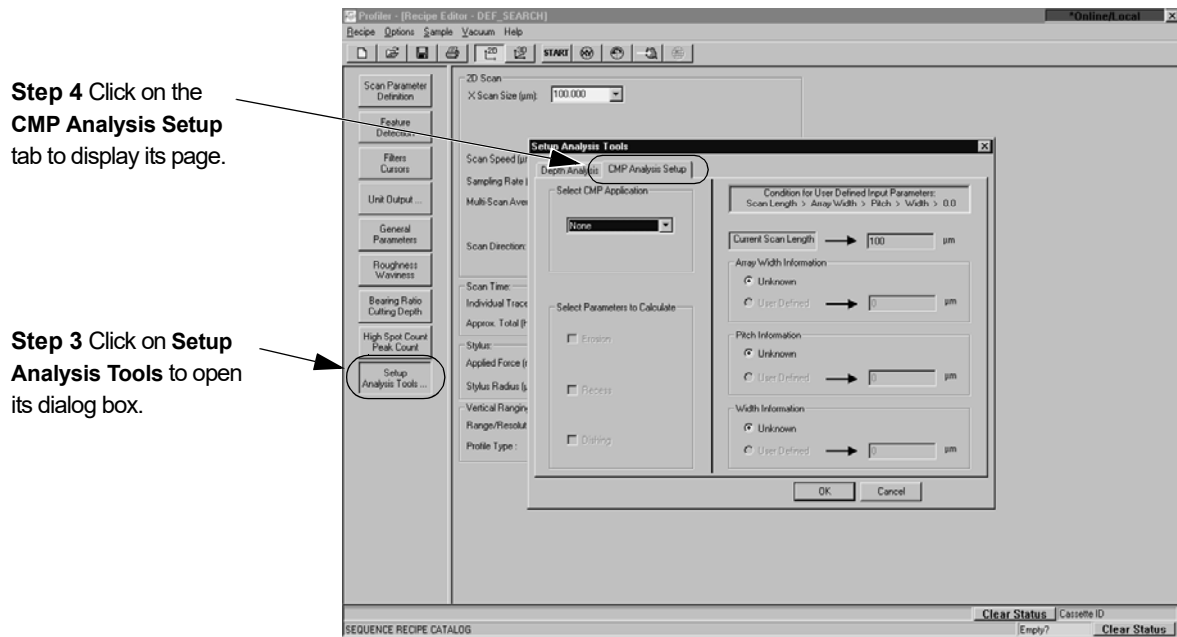 Profiler - [Recipe Editor - DEF_SEARCH]
*Online/Local
Recipe Options Sample Vacuum Help
2D
START
Step 4 Click on the
CMP Analysis Setup
tab to display its page.
Step 3 Click on Setup
Analysis Tools to open
its dialog box.
Scan Parameter
Definition
Feature
Detection
Filters
Cursors
Unit Output ...
General
Parameters
Roughness
Waviness
Bearing Ratio
Cutting Depth
High Spot Count
Peak Count
Setup
Analysis Tools ...
2D Scan
X Scan Size (µm): 100.000
Scan Speed (µ
Sampling Rate
Multi-Scan Aver
Scan Direction:
Scan Time:
Individual Trace
Approx. Total (h
Stylus:
Applied Force (
Stylus Radius (µ
Vertical Ranging
Range/Resolut
Profile Type :
Setup Analysis Tools
Depth Analysis CMP Analysis Setup
Select CMP Application
None
Select Parameters to Calculate
Erosion
Recess
Dishing
Condition for User Defined Input Parameters:
Scan Length > Array Width > Pitch > Width > 0.0
Current Scan Length 100 µm
Array Width Information
Unknown
User Defined 0 µm
Pitch Information
Unknown
User Defined 0 µm
Width Information
Unknown
User Defined 0 µm
OK Cancel
Clear Status Cassette ID
SEQUENCE RECIPE CATALOG Empty? Clear Status